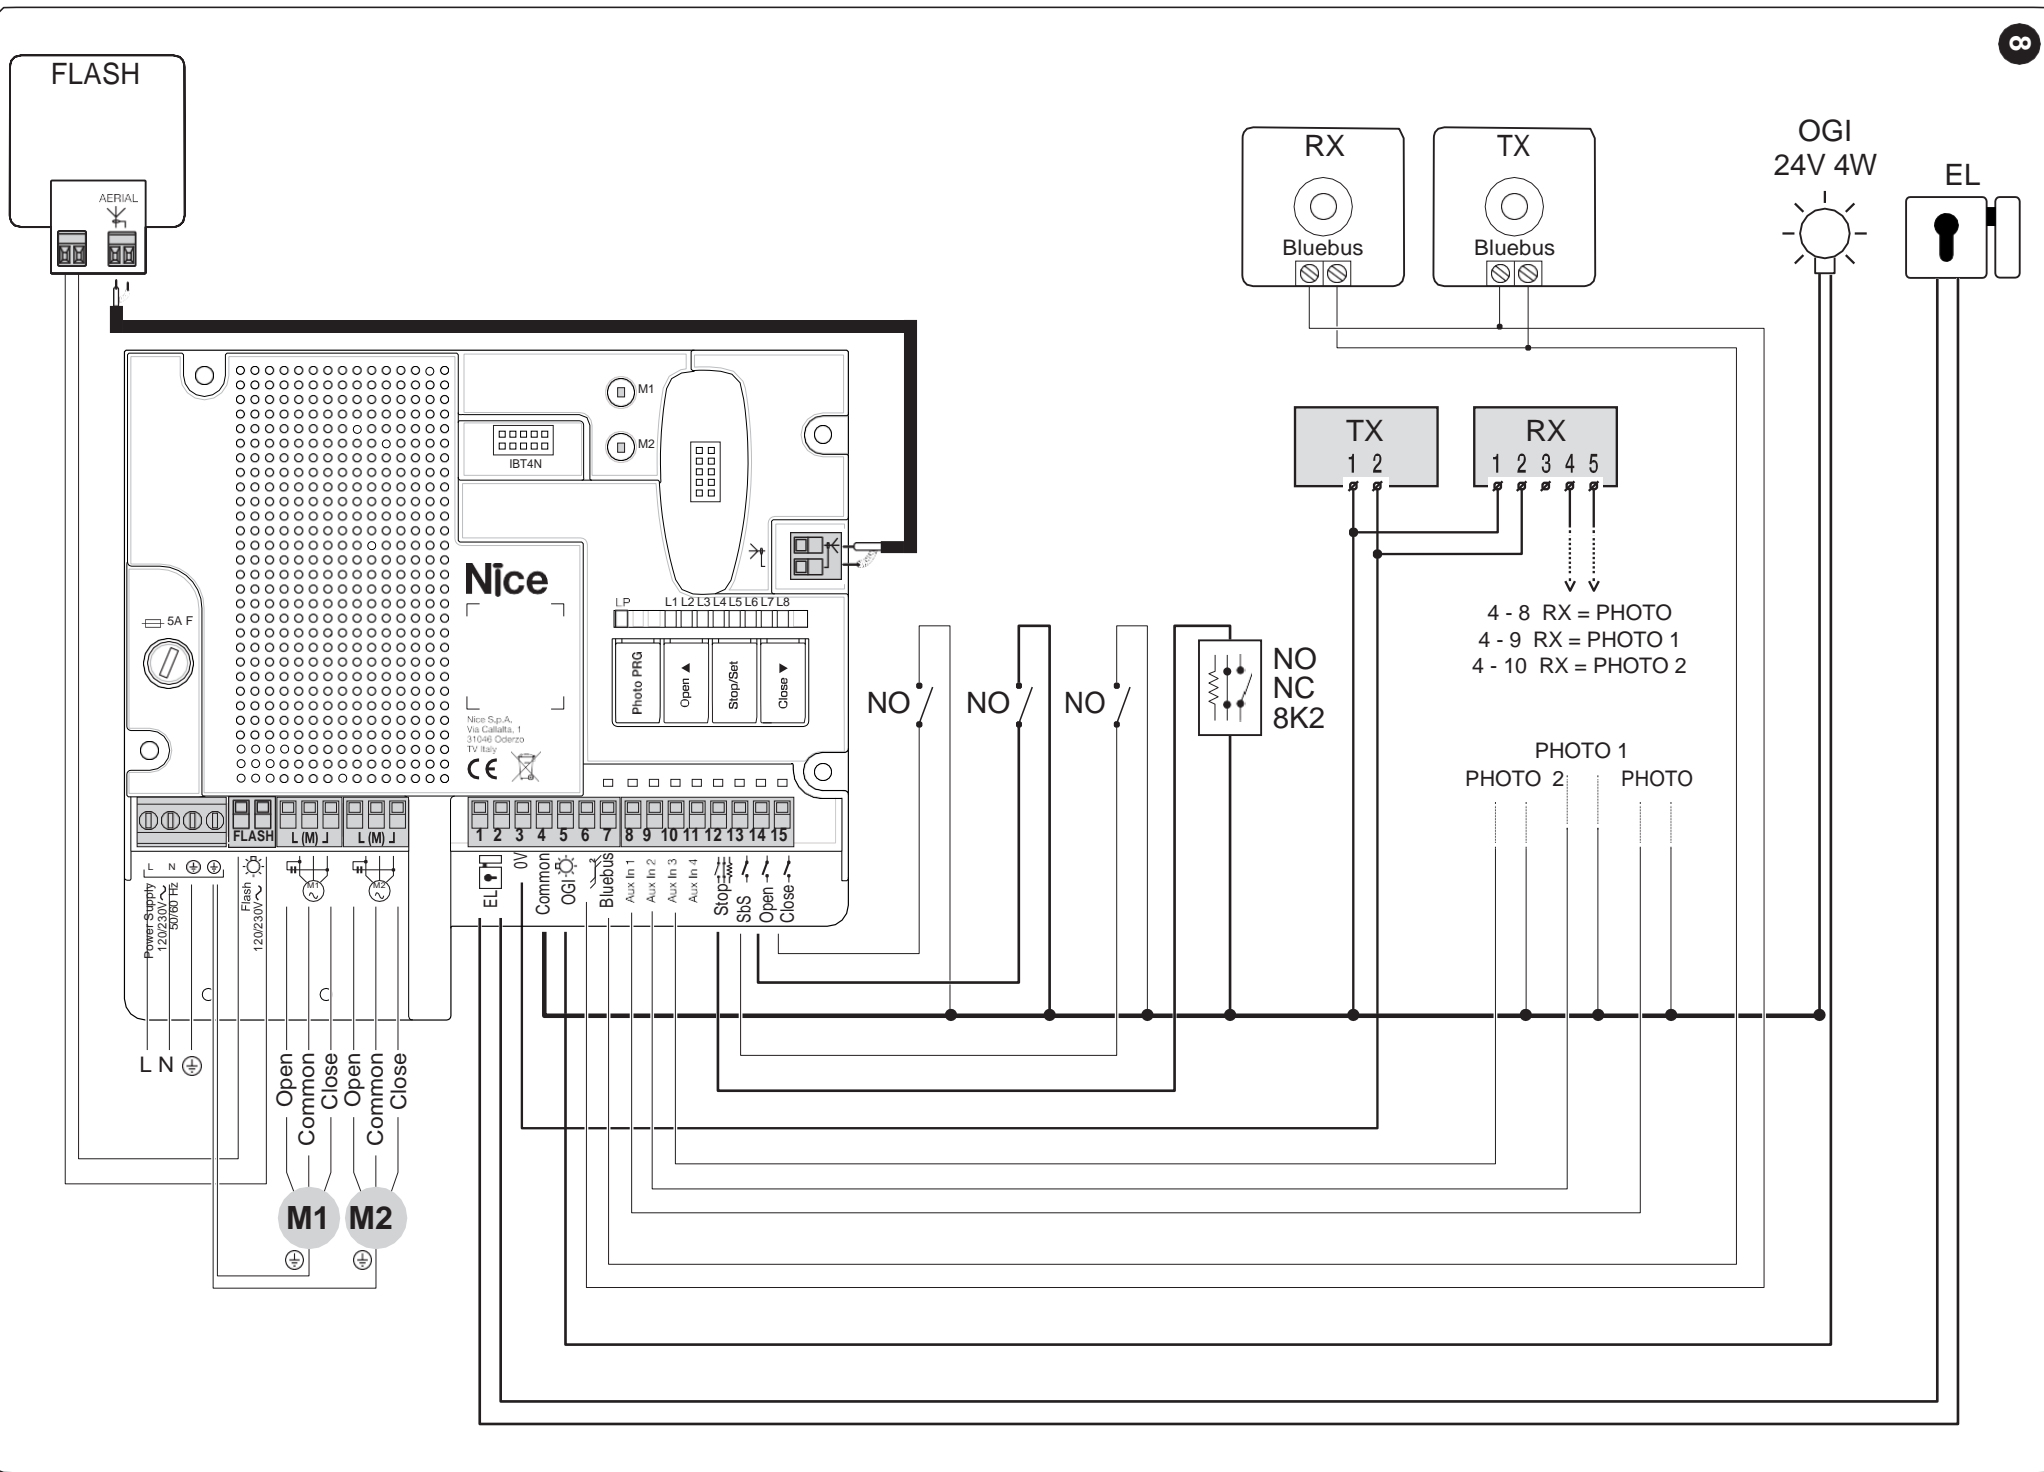 8
FLASH
AERIAL
RX
Bluebus
TX
Bluebus
OGI
24V 4W
EL
M1
M2
IBT4N
TX
1 2
RX
1 2 3 4 5
4 - 8 RX = PHOTO
4 - 9 RX = PHOTO 1
4 - 10 RX = PHOTO 2
PHOTO 1
PHOTO 2
PHOTO
5A F
Nice
LP L1 L2 L3 L4 L5 L6 L7 L8
Photo PRG
Open ▲
Stop/Set
Close ▼
Nice S.p.A.
Via Callalta, 1
31046 Oderzo
TV Italy
CE
NO
NO
NO
NO
NC
8K2
FLASH
L (M) L
L (M) L
1 2 3 4 5 6 7 8 9 10 11 12 13 14 15
L N
Power Supply
120/230V~
50/60 Hz
Flash
120/230V~
M1
M2
EL
0V
Common
OGI
2
Bluebus
Aux In 1
Aux In 2
Aux In 3
Aux In 4
Stop
SbS
Open
Close
L N
Open
Common
Close
Open
Common
Close
M1
M2